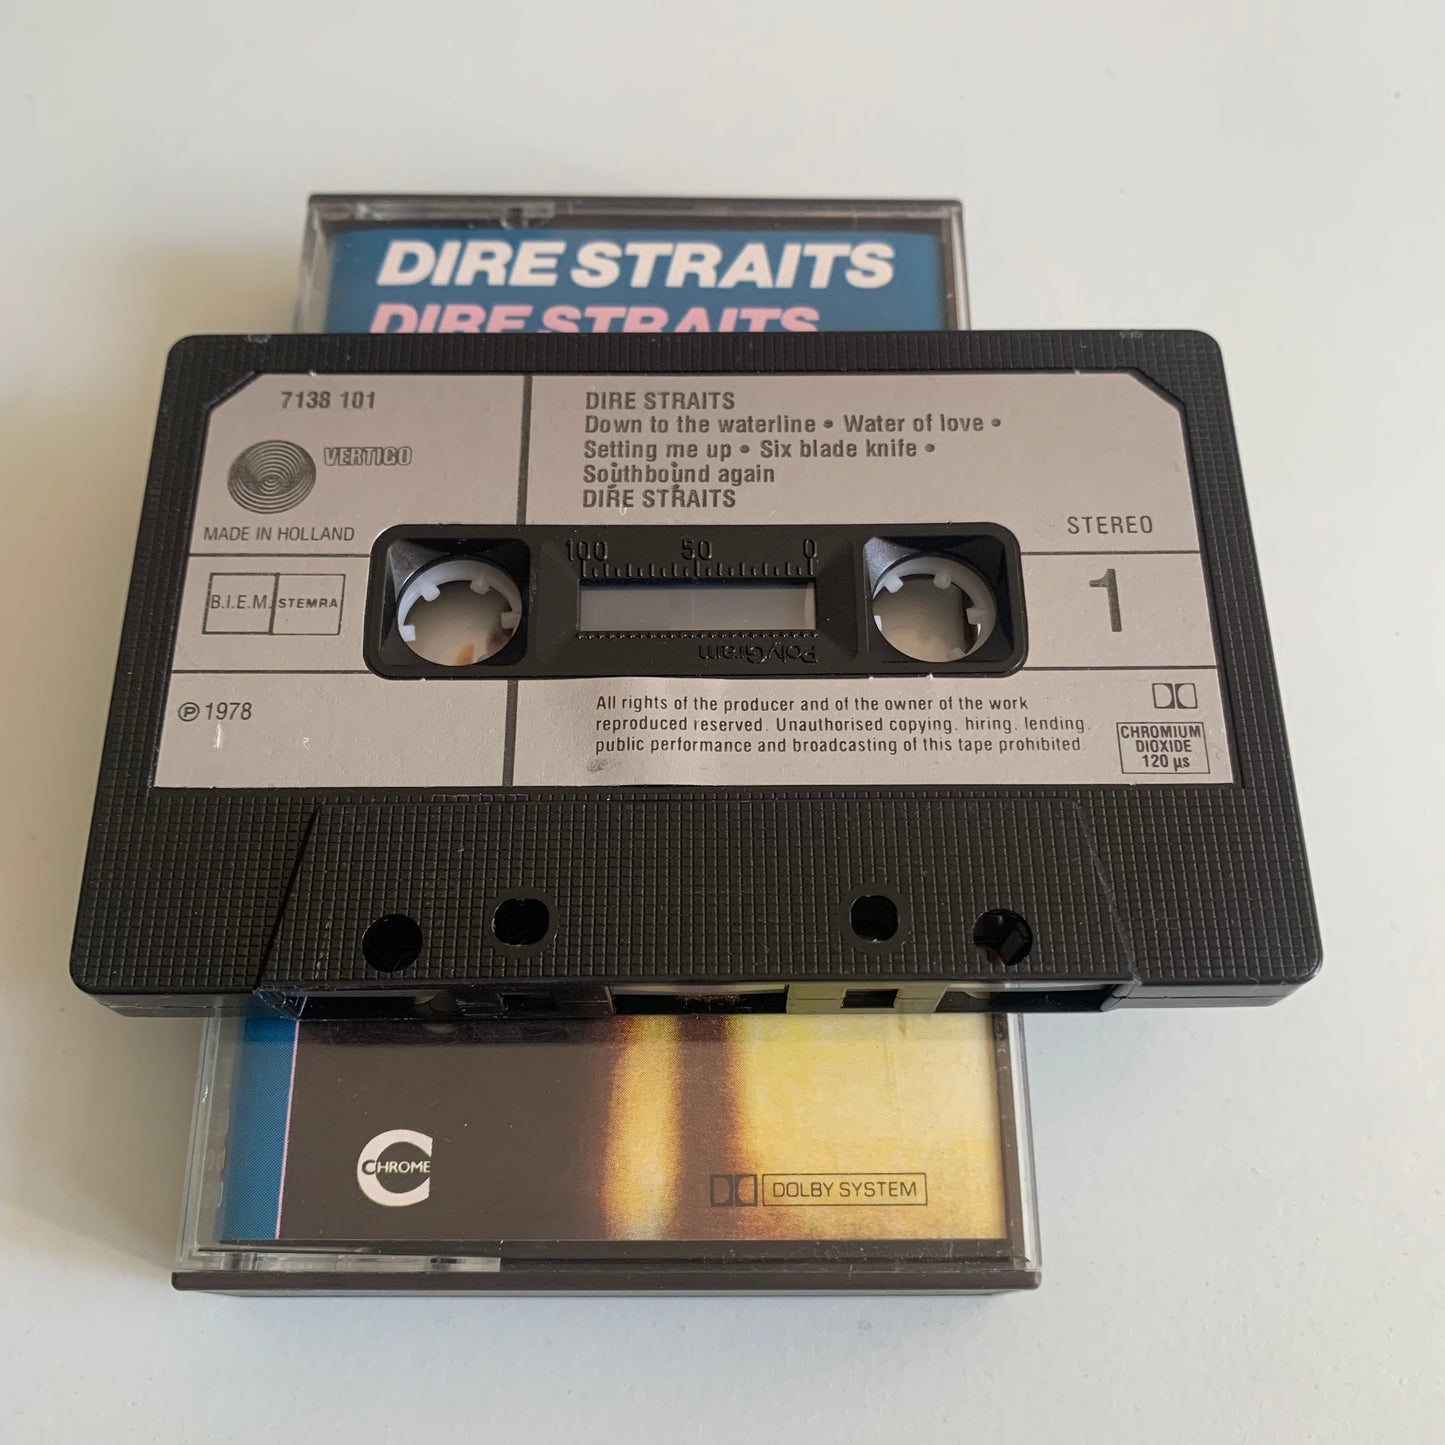 DIRE STRAITS
DIRE STRAITS
7138 101
VERTIGO
MADE IN HOLLAND
B.I.E.M. STEMRA
℗ 1978
DIRE STRAITS
Down to the waterline • Water of love •
Setting me up • Six blade knife •
Southbound again
DIRE STRAITS
STEREO
1
100 50 0
PolyGram
All rights of the producer and of the owner of the work
reproduced reserved. Unauthorised copying, hiring, lending,
public performance and broadcasting of this tape prohibited
CHROMIUM
DIOXIDE
120 µs
CHROME
DOLBY SYSTEM